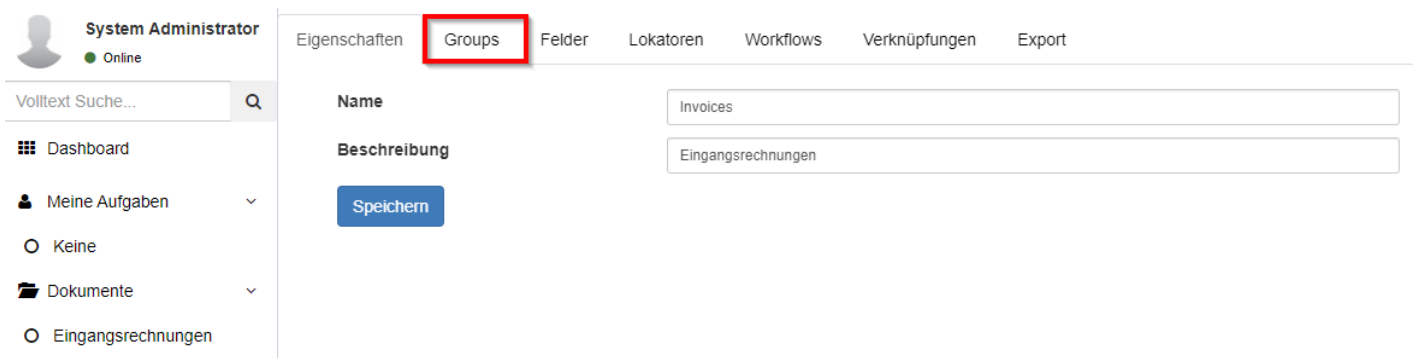 System Administrator
Online
Volltext Suche...
Dashboard
Meine Aufgaben
Keine
Dokumente
Eingangsrechnungen
Eigenschaften Groups Felder Lokatoren Workflows Verknüpfungen Export
Name Invoices
Beschreibung Eingangsrechnungen
Speichern